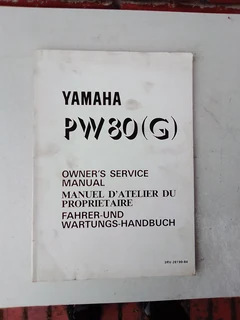 YAMAHA
PW80(G)
OWNER'S SERVICE
MANUAL
MANUEL D'ATELIER DU
PROPRIETAIRE
FAHRER-UND
WARTUNGS-HANDBUCH